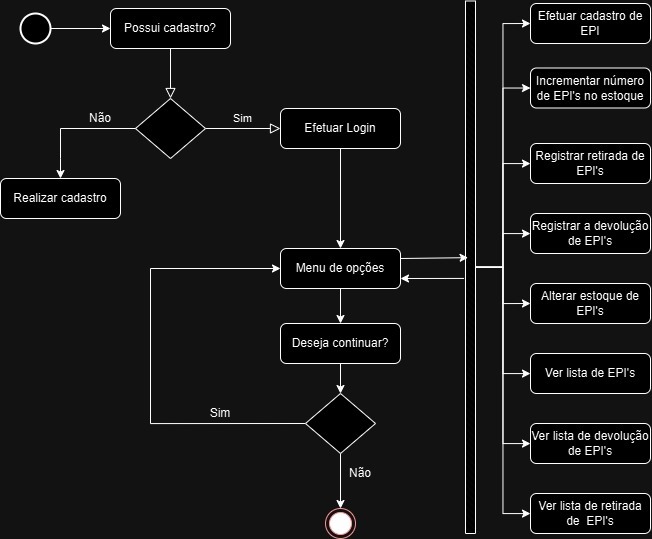 Possui cadastro?
Não
Sim
Realizar cadastro
Efetuar Login
Menu de opções
Deseja continuar?
Sim
Não
Efetuar cadastro de
EPI
Incrementar número
de EPI's no estoque
Registrar retirada de
EPI's
Registrar a devolução
de EPI's
Alterar estoque de
EPI's
Ver lista de EPI's
Ver lista de devolução
de EPI's
Ver lista de retirada
de EPI's